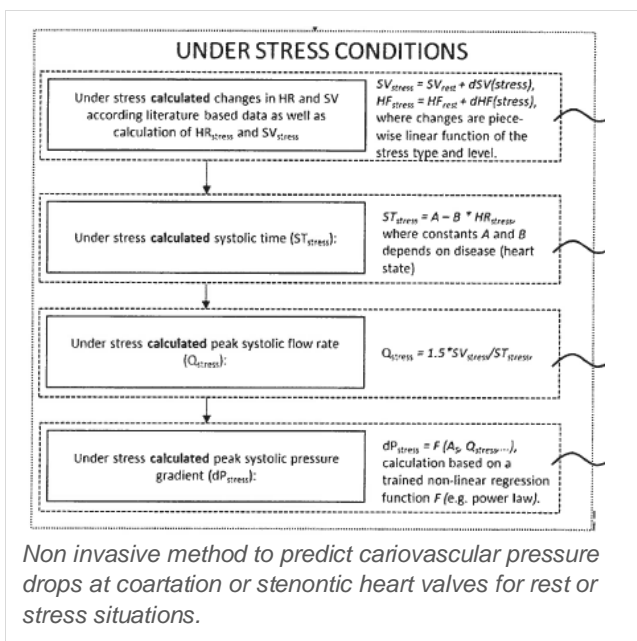 UNDER STRESS CONDITIONS
Under stress calculated changes in HR and SV
according literature based data as well as
calculation of HRstress and SVstress
SVstress = SVrest + dSV(stress),
HFstress = HFrest + dHF(stress),
where changes are piece-
wise linear function of the
stress type and level.
Under stress calculated systolic time (STstress):
STstress = A – B * HRstress,
where constants A and B
depends on disease (heart
state)
Under stress calculated peak systolic flow rate
(Qstress):
Qstress = 1.5*SVstress/STstress,
Under stress calculated peak systolic pressure
gradient (dPstress):
dPstress = F (As, Qstress,...),
calculation based on a
trained non-linear regression
function F (e.g. power law).
Non invasive method to predict cariovascular pressure
drops at coartation or stenontic heart valves for rest or
stress situations.